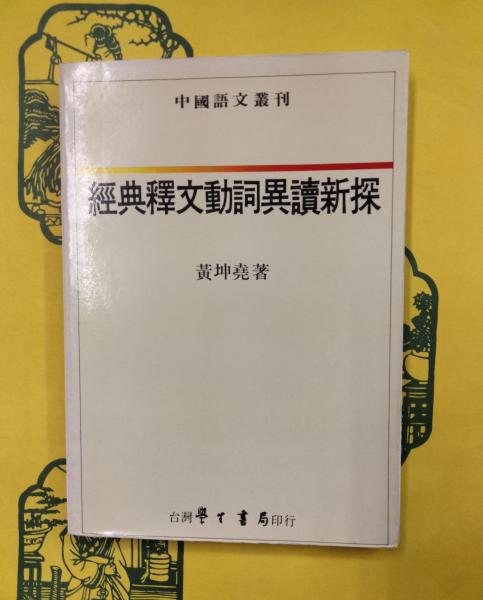 中國語文叢刊
經典釋文動詞異讀新探
黃坤堯著
台灣學生書局印行